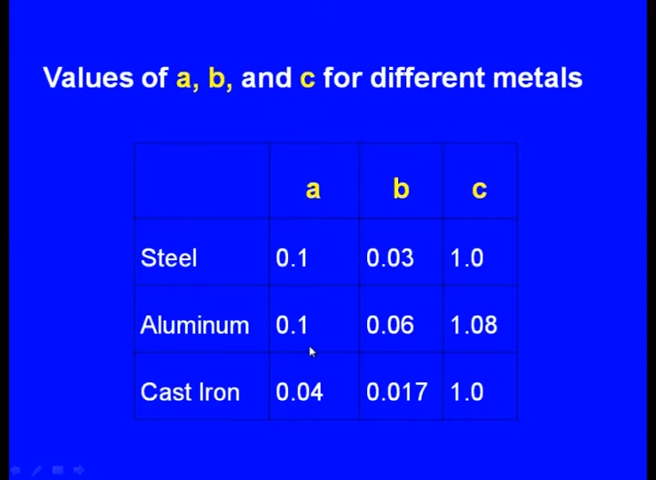 Values of a, b, and c for different metals
a b c
Steel 0.1 0.03 1.0
Aluminum 0.1 0.06 1.08
Cast Iron 0.04 0.017 1.0